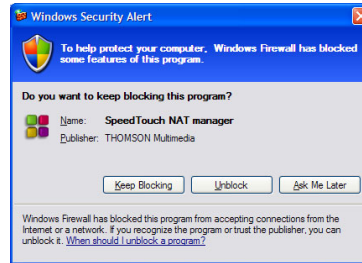 Windows Security Alert
To help protect your computer, Windows Firewall has blocked
some features of this program.
Do you want to keep blocking this program?
Name: SpeedTouch NAT manager
Publisher: THOMSON Multimedia
Keep Blocking Unblock Ask Me Later
Windows Firewall has blocked this program from accepting connections from the
Internet or a network. If you recognize the program or trust the publisher, you can
unblock it. When should I unblock a program?